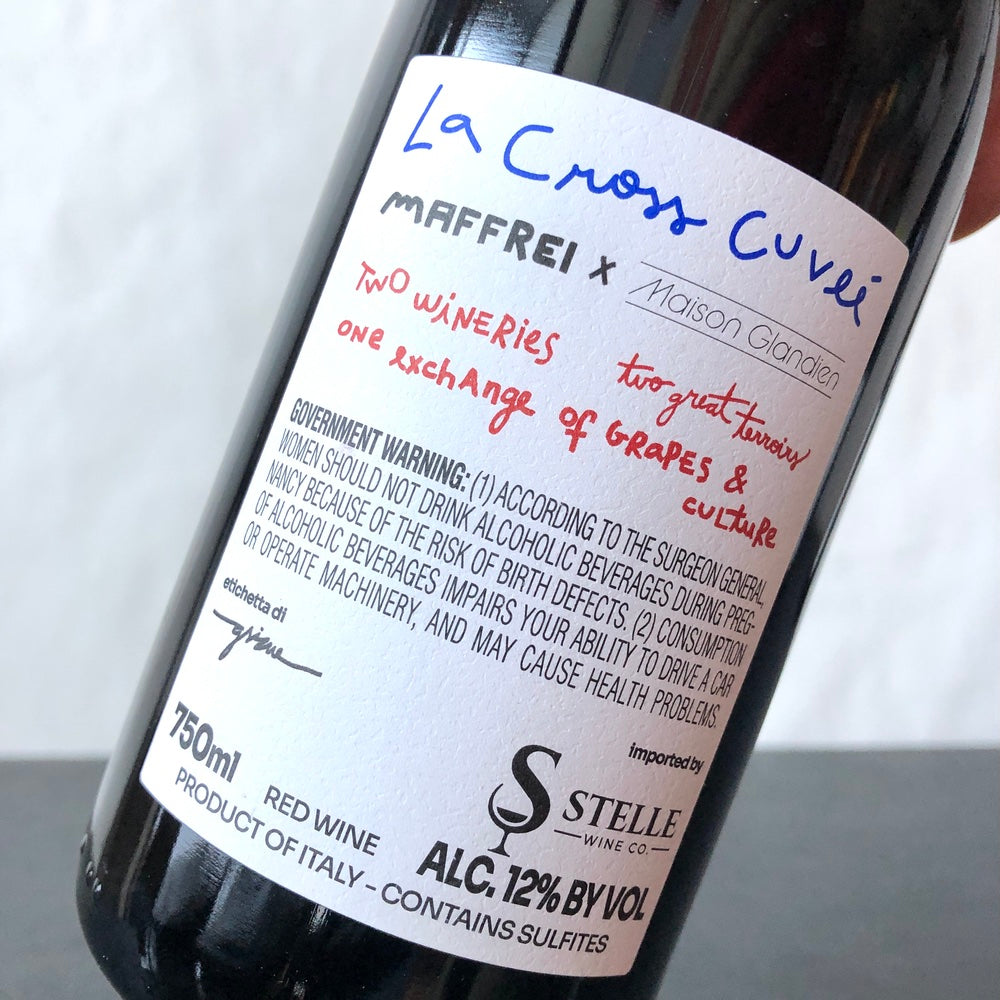 La Cross Cuvéi
MAFFREI x Maison Glandien
TWO WiNERies two great terroirs
ONE exchAnge of GRAPES &
cuLtuRe
GOVERNMENT WARNING: (1) ACCORDING TO THE SURGEON GENERAL,
WOMEN SHOULD NOT DRINK ALCOHOLIC BEVERAGES DURING PREG-
NANCY BECAUSE OF THE RISK OF BIRTH DEFECTS. (2) CONSUMPTION
OF ALCOHOLIC BEVERAGES IMPAIRS YOUR ABILITY TO DRIVE A CAR
OR OPERATE MACHINERY, AND MAY CAUSE HEALTH PROBLEMS.
etichetta di
imported by
S STELLE
WINE CO.
750ml
RED WINE
ALC. 12% BY VOL
PRODUCT OF ITALY - CONTAINS SULFITES